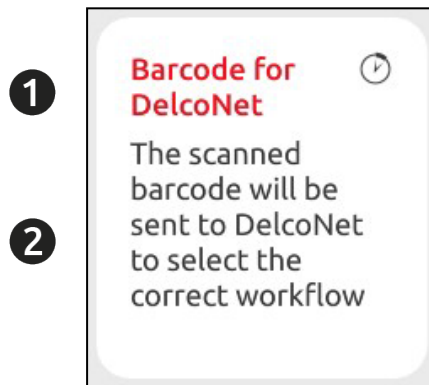 1
Barcode for
DelcoNet
2
The scanned
barcode will be
sent to DelcoNet
to select the
correct workflow